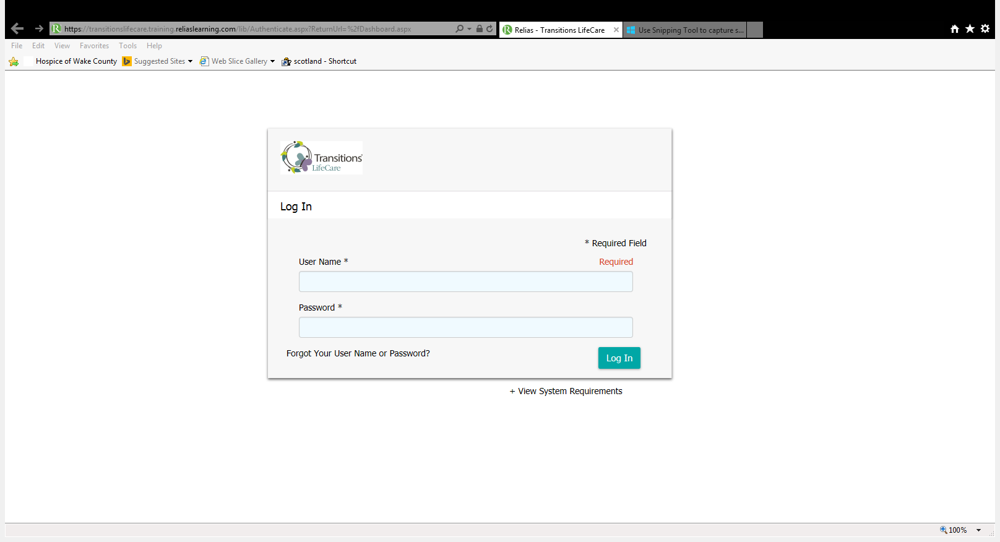 https://transitionslifecare.training.reliaslearning.com/lib/Authenticate.aspx?ReturnUrl=%2fDashboard.aspx
Relias - Transitions LifeCare
Use Snipping Tool to capture s...
File Edit View Favorites Tools Help
Hospice of Wake County Suggested Sites Web Slice Gallery scotland - Shortcut
Transitions
LifeCare
Log In
* Required Field
User Name * Required
Password *
Forgot Your User Name or Password? Log In
+ View System Requirements
100%